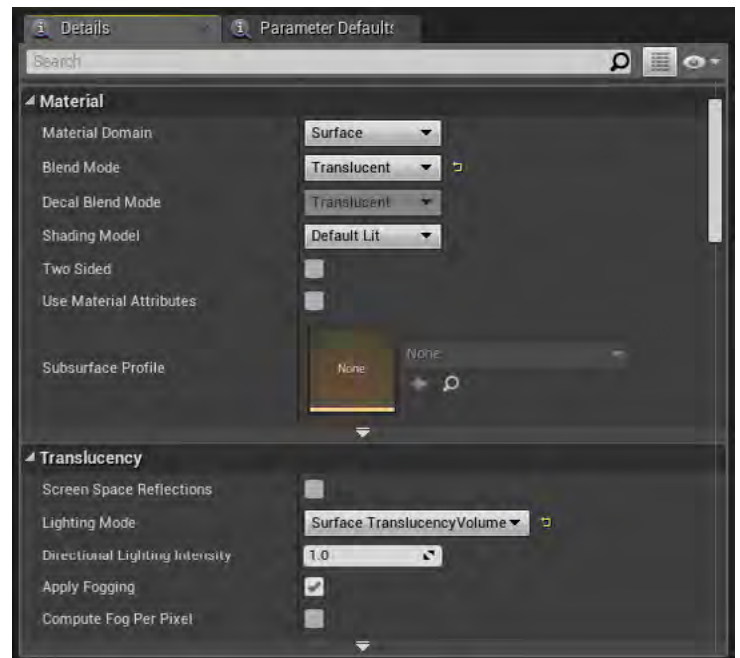 Details
Parameter Defaults
Search
Material
Material Domain Surface
Blend Mode Translucent
Decal Blend Mode Translucent
Shading Model Default Lit
Two Sided
Use Material Attributes
Subsurface Profile None None
Translucency
Screen Space Reflections
Lighting Mode Surface TranslucencyVolume
Directional Lighting Intensity 1.0
Apply Fogging
Compute Fog Per Pixel